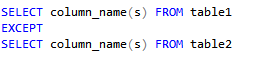 SELECT column_name(s) FROM table1
EXCEPT
SELECT column_name(s) FROM table2